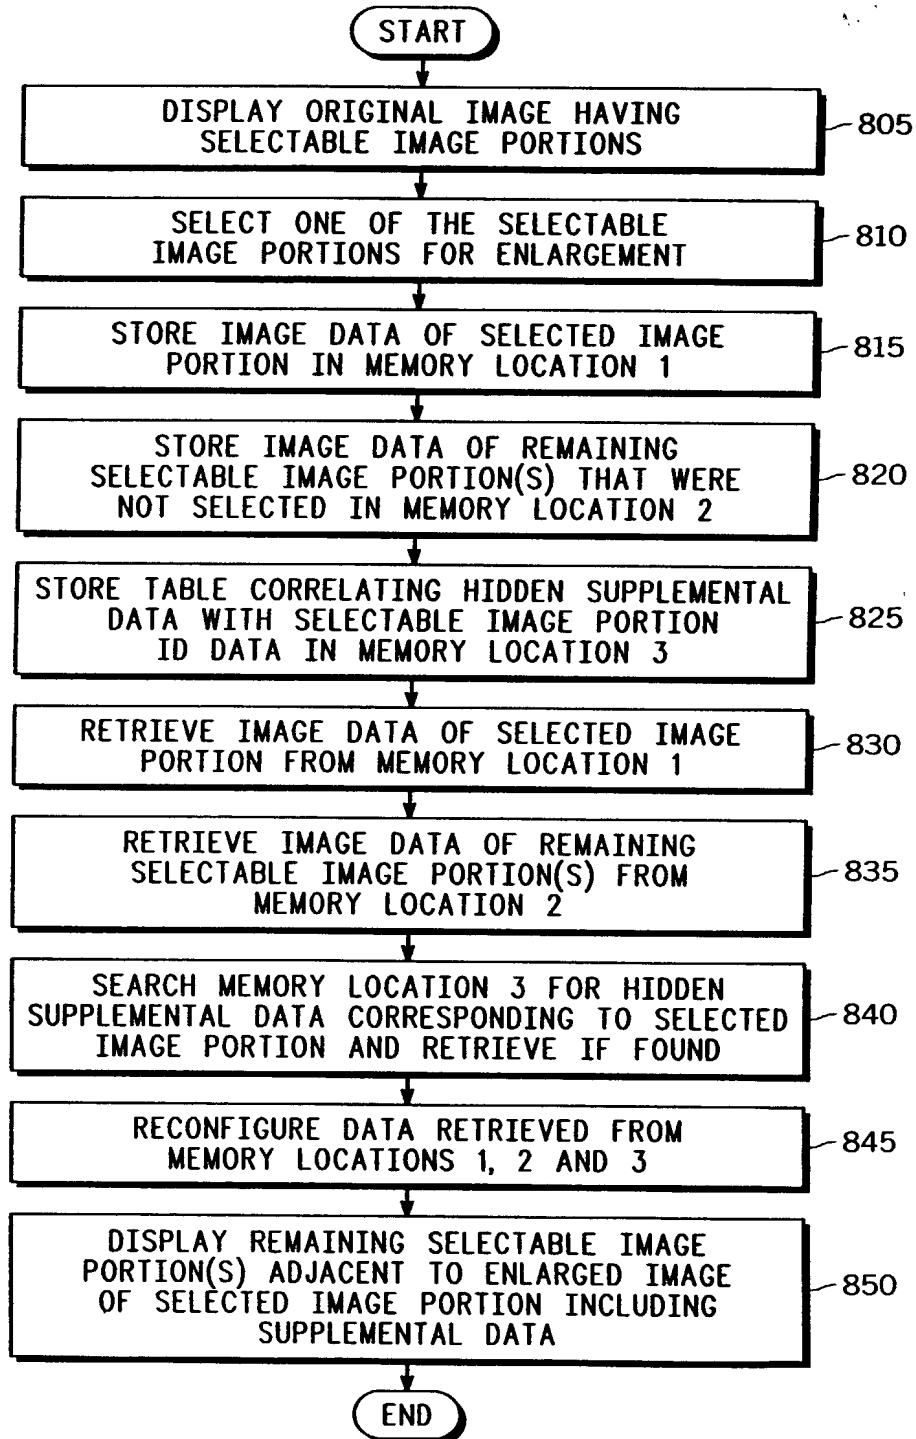 START
DISPLAY ORIGINAL IMAGE HAVING
SELECTABLE IMAGE PORTIONS
805
SELECT ONE OF THE SELECTABLE
IMAGE PORTIONS FOR ENLARGEMENT
810
STORE IMAGE DATA OF SELECTED IMAGE
PORTION IN MEMORY LOCATION 1
815
STORE IMAGE DATA OF REMAINING
SELECTABLE IMAGE PORTION(S) THAT WERE
NOT SELECTED IN MEMORY LOCATION 2
820
STORE TABLE CORRELATING HIDDEN SUPPLEMENTAL
DATA WITH SELECTABLE IMAGE PORTION
ID DATA IN MEMORY LOCATION 3
825
RETRIEVE IMAGE DATA OF SELECTED IMAGE
PORTION FROM MEMORY LOCATION 1
830
RETRIEVE IMAGE DATA OF REMAINING
SELECTABLE IMAGE PORTION(S) FROM
MEMORY LOCATION 2
835
SEARCH MEMORY LOCATION 3 FOR HIDDEN
SUPPLEMENTAL DATA CORRESPONDING TO SELECTED
IMAGE PORTION AND RETRIEVE IF FOUND
840
RECONFIGURE DATA RETRIEVED FROM
MEMORY LOCATIONS 1, 2 AND 3
845
DISPLAY REMAINING SELECTABLE IMAGE
PORTION(S) ADJACENT TO ENLARGED IMAGE
OF SELECTED IMAGE PORTION INCLUDING
SUPPLEMENTAL DATA
850
END